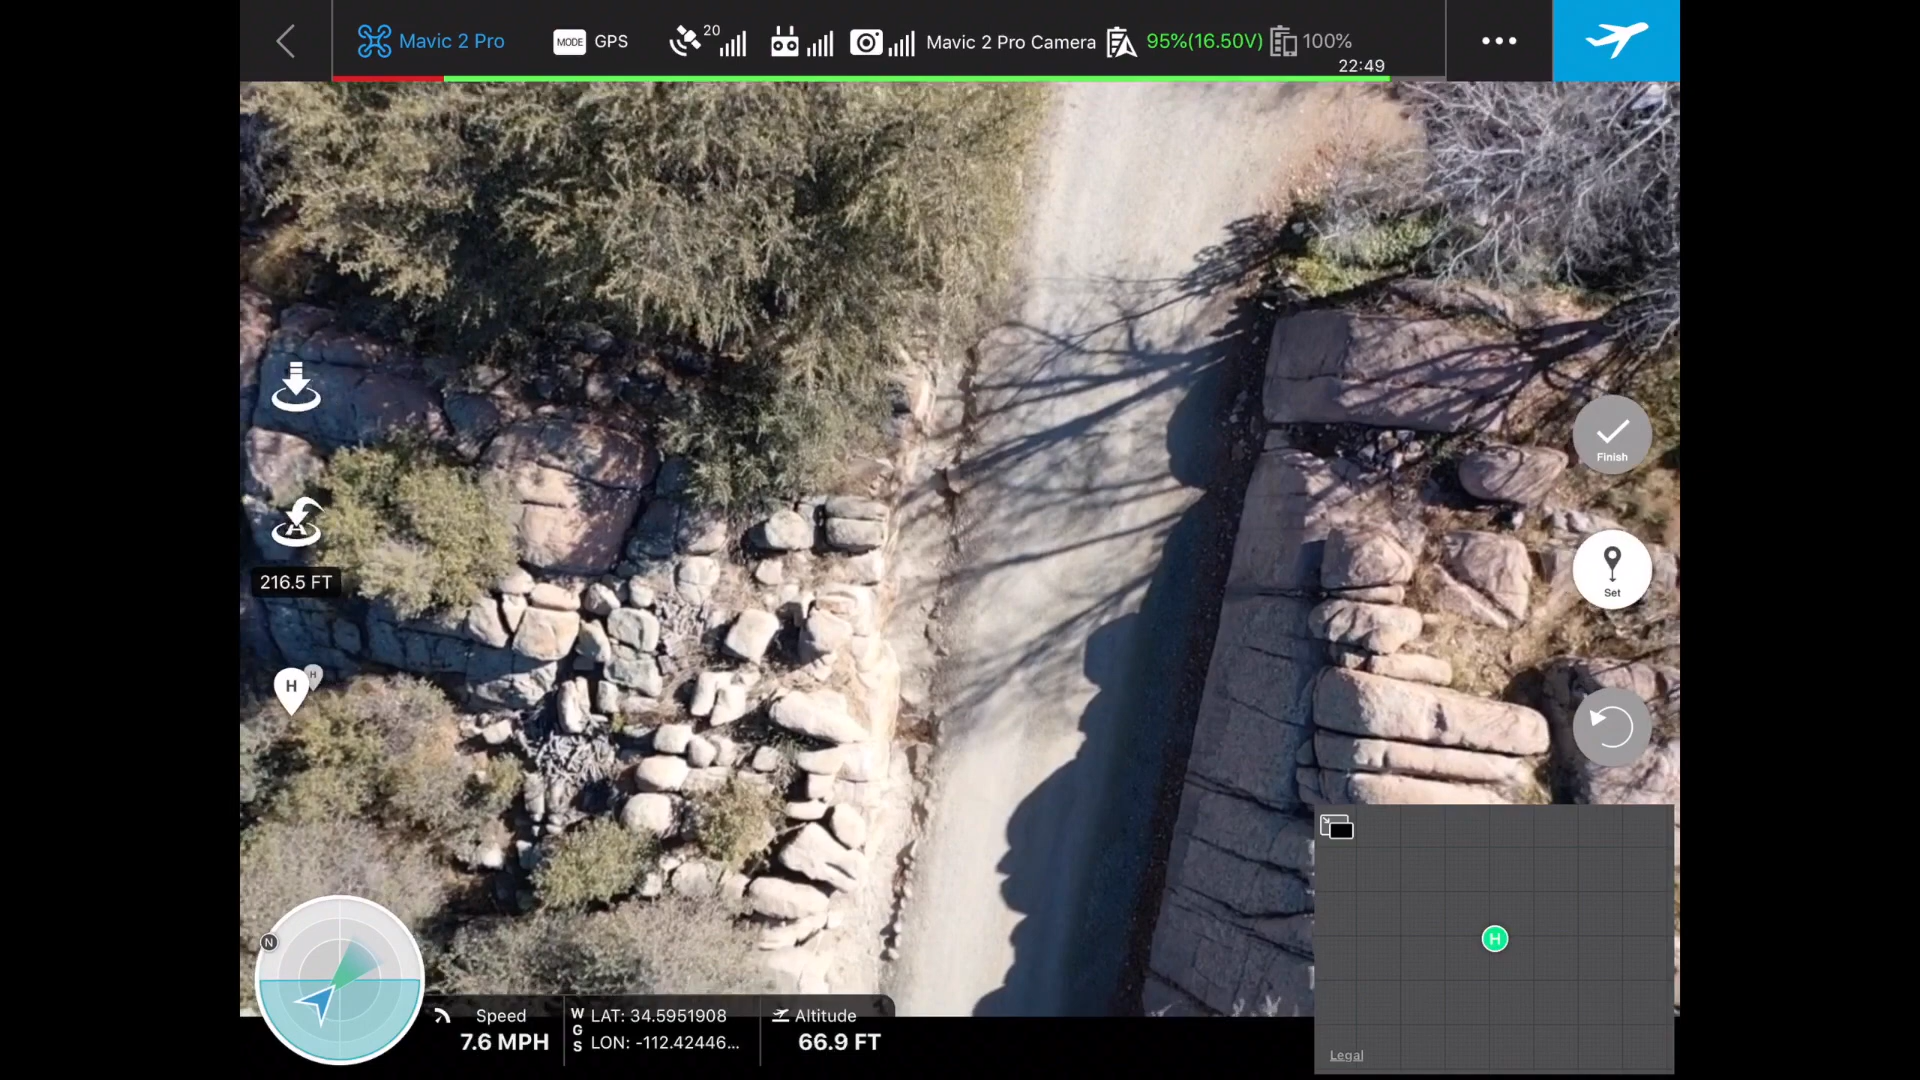 Mavic 2 Pro
MODE GPS
20
Mavic 2 Pro Camera
95%(16.50V)
100%
22:49
Finish
A
216.5 FT
Set
H H
N
H
Speed
7.6 MPH
WGS
LAT: 34.5951908
LON: -112.42446...
Altitude
66.9 FT
Legal